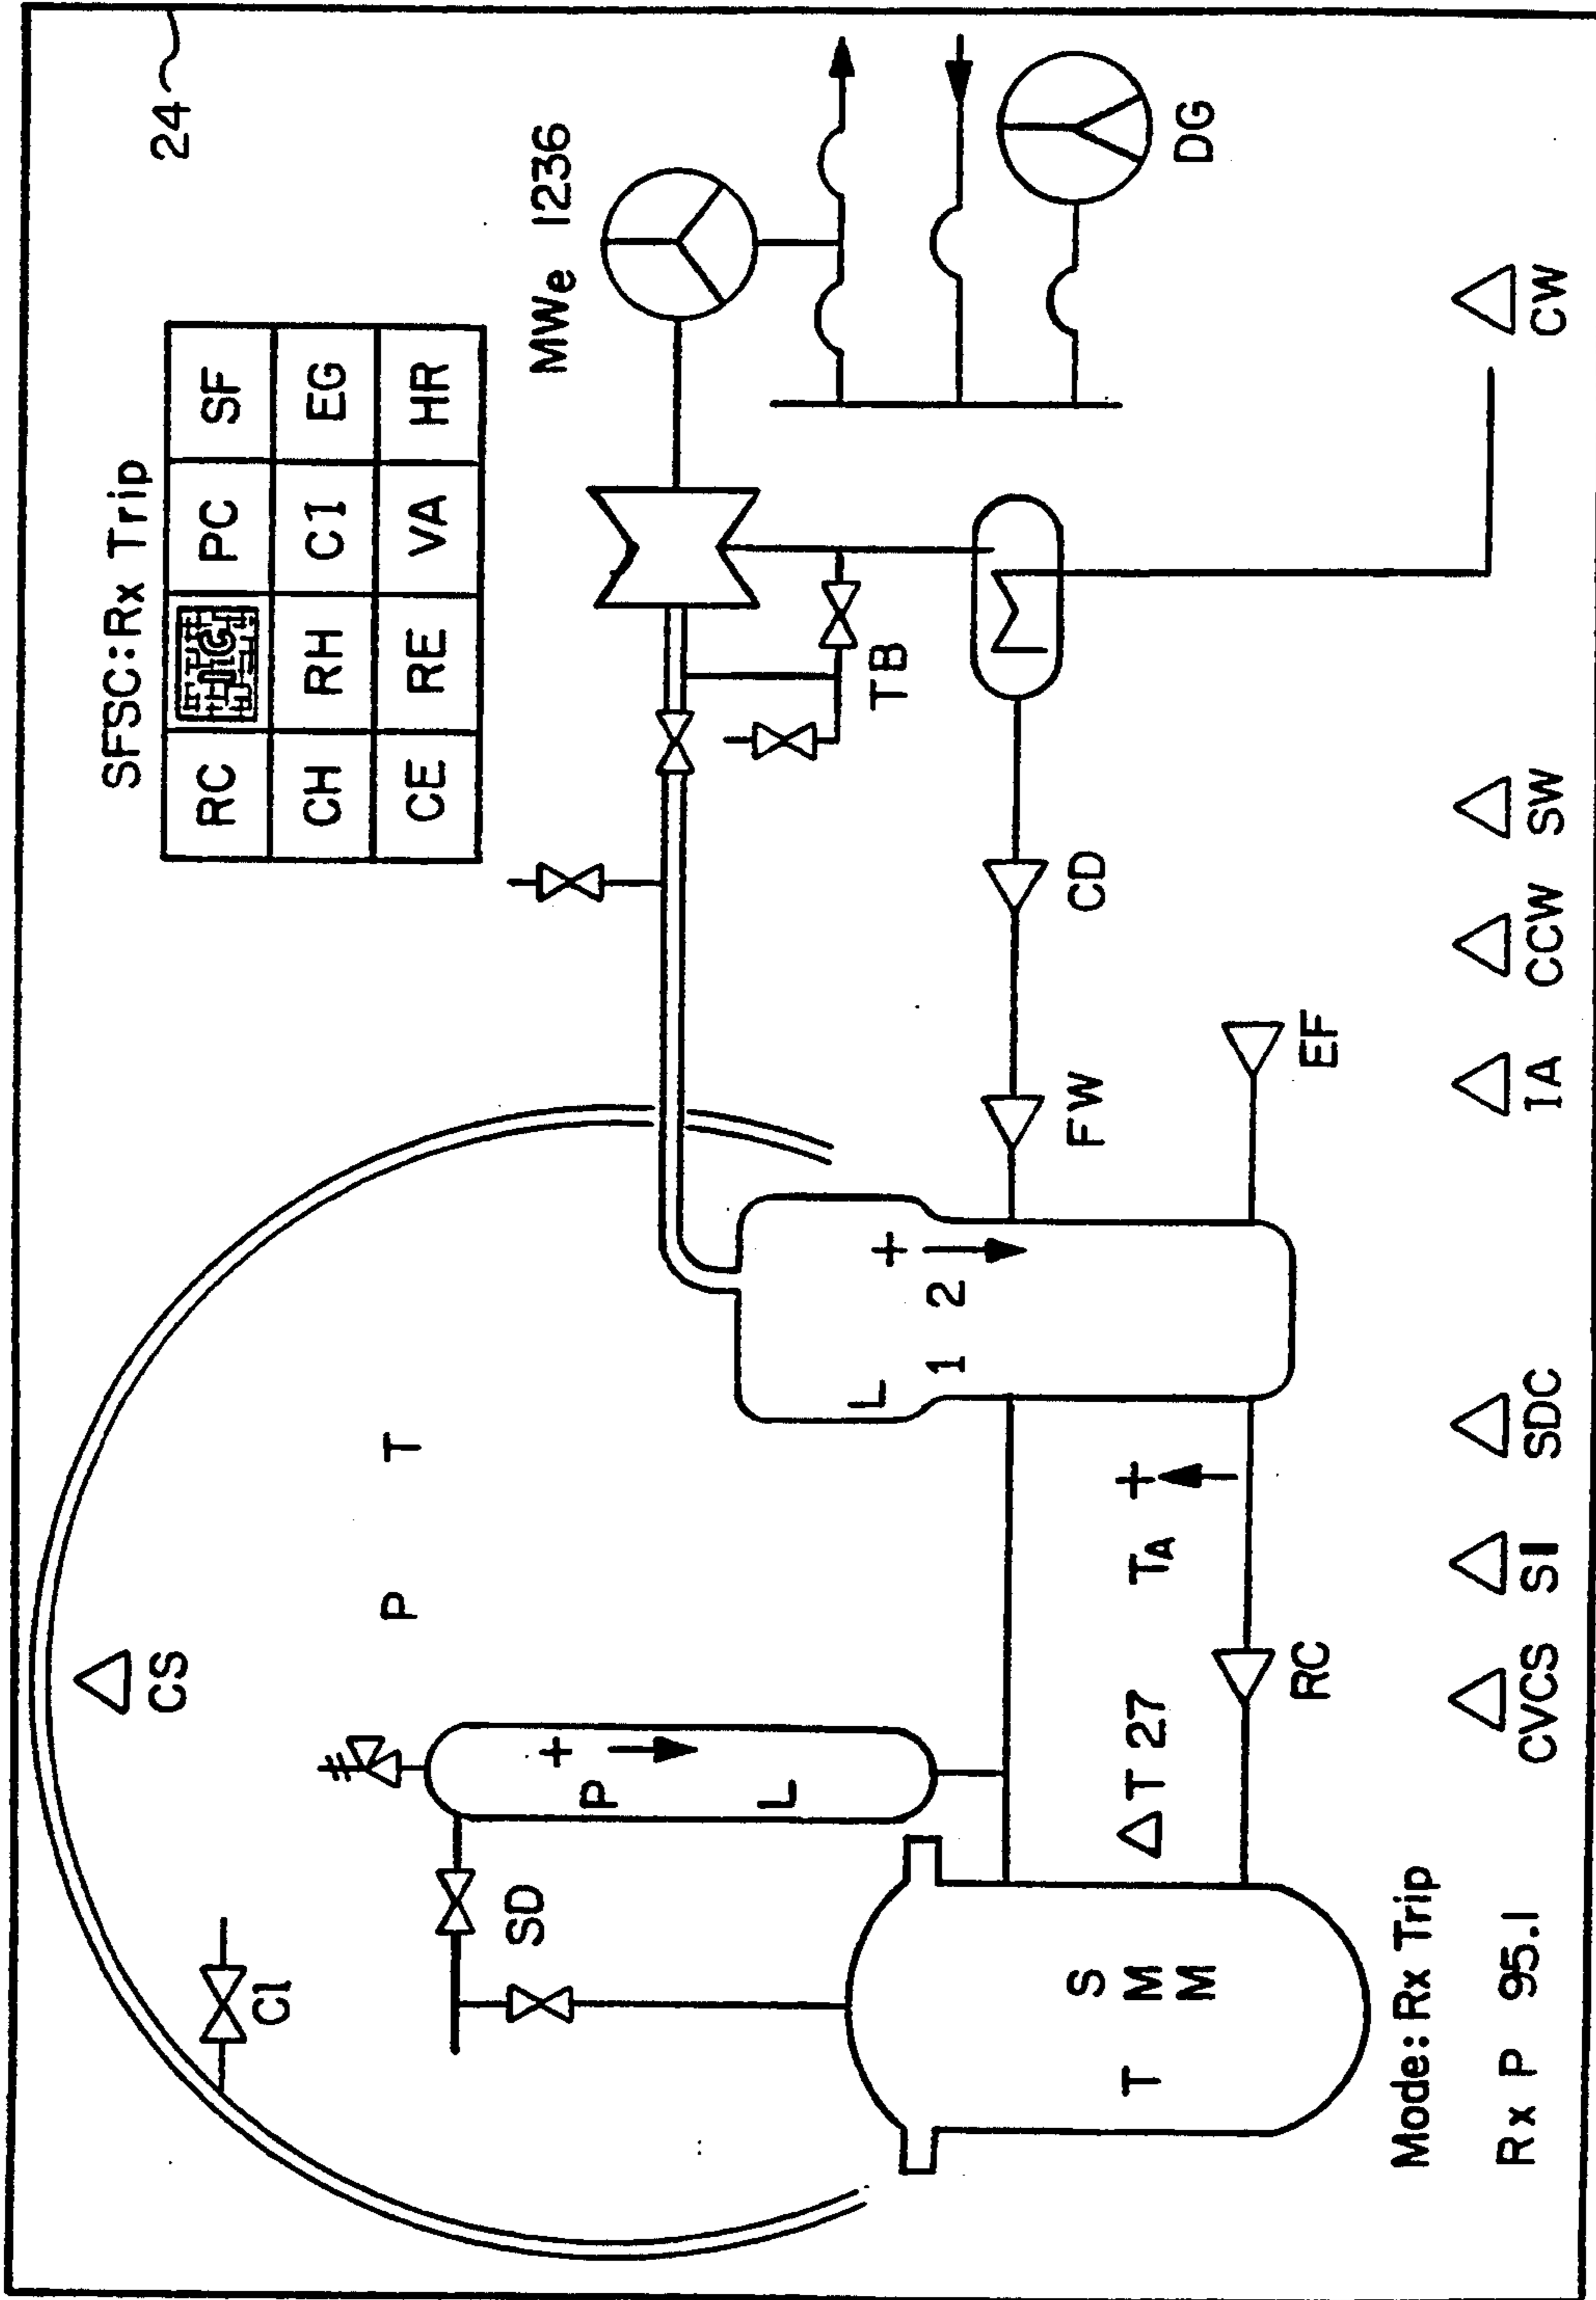 24
SFSC:Rx Trip
RC
PC SF
CH RH CI EG
CE RE VA HR
CS
CI
P T
SD
P +
L
MWe 1236
TB
DG
L
1 2 +
FW
CD
S
T M
M
ΔT 27
TA +
RC
EF
Mode:Rx Trip
Rx P 95.1
CVCS SI SDC IA CCW SW CW